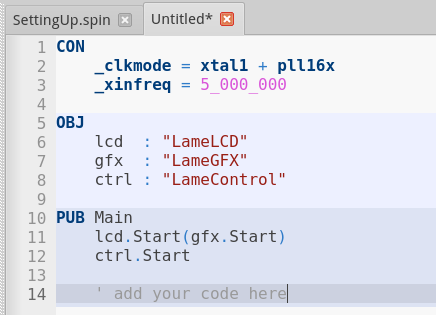 SettingUp.spin Untitled*
1 CON
2 _clkmode = xtal1 + pll16x
3 _xinfreq = 5_000_000
4
5 OBJ
6 lcd : "LameLCD"
7 gfx : "LameGFX"
8 ctrl : "LameControl"
9
10 PUB Main
11 lcd.Start(gfx.Start)
12 ctrl.Start
13
14 ' add your code here